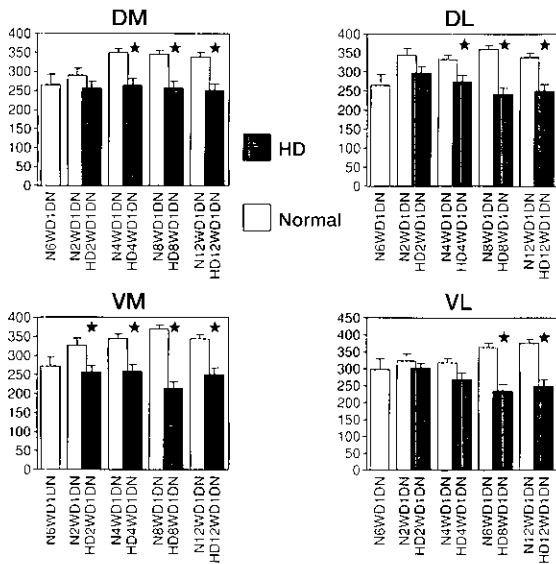 DM
400
350
300
250
200
150
100
50
0
N6WD1DN
N2WD1DN
HD2WD1DN
N4WD1DN
HD4WD1DN
N8WD1DN
HD8WD1DN
N12WD1DN
HD12WD1DN
HD
Normal
DL
400
350
300
250
200
150
100
50
0
N6WD1DN
N2WD1DN
HD2WD1DN
N4WD1DN
HD4WD1DN
N8WD1DN
HD8WD1DN
N12WD1DN
HD12WD1DN
VM
400
350
300
250
200
150
100
50
0
N6WD1DN
N2WD1DN
HD2WD1DN
N4WD1DN
HD4WD1DN
N8WD1DN
HD8WD1DN
N12WD1DN
HD12WD1DN
VL
450
400
350
300
250
200
150
100
50
0
N6WD1DN
N2WD1DN
HD2WD1DN
N4WD1DN
HD4WD1DN
N8WD1DN
HD8WD1DN
N12WD1DN
HD12WD1DN